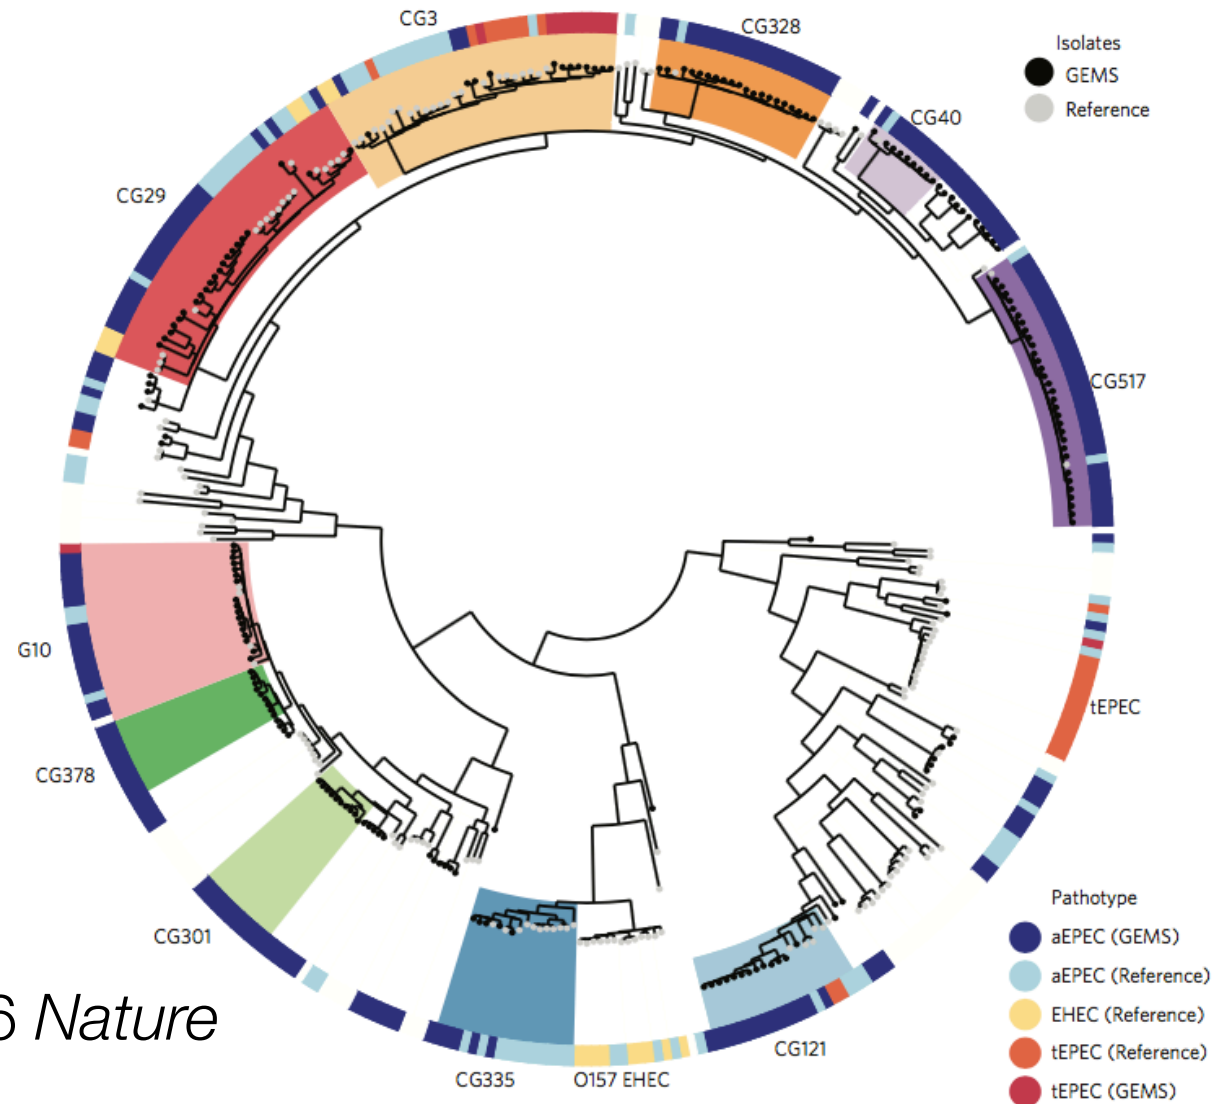 CG3
CG328
Isolates
GEMS
Reference
CG40
CG29
CG517
G10
tEPEC
CG378
CG301
6 Nature
Pathotype
aEPEC (GEMS)
aEPEC (Reference)
EHEC (Reference)
tEPEC (Reference)
tEPEC (GEMS)
CG121
CG335
O157 EHEC